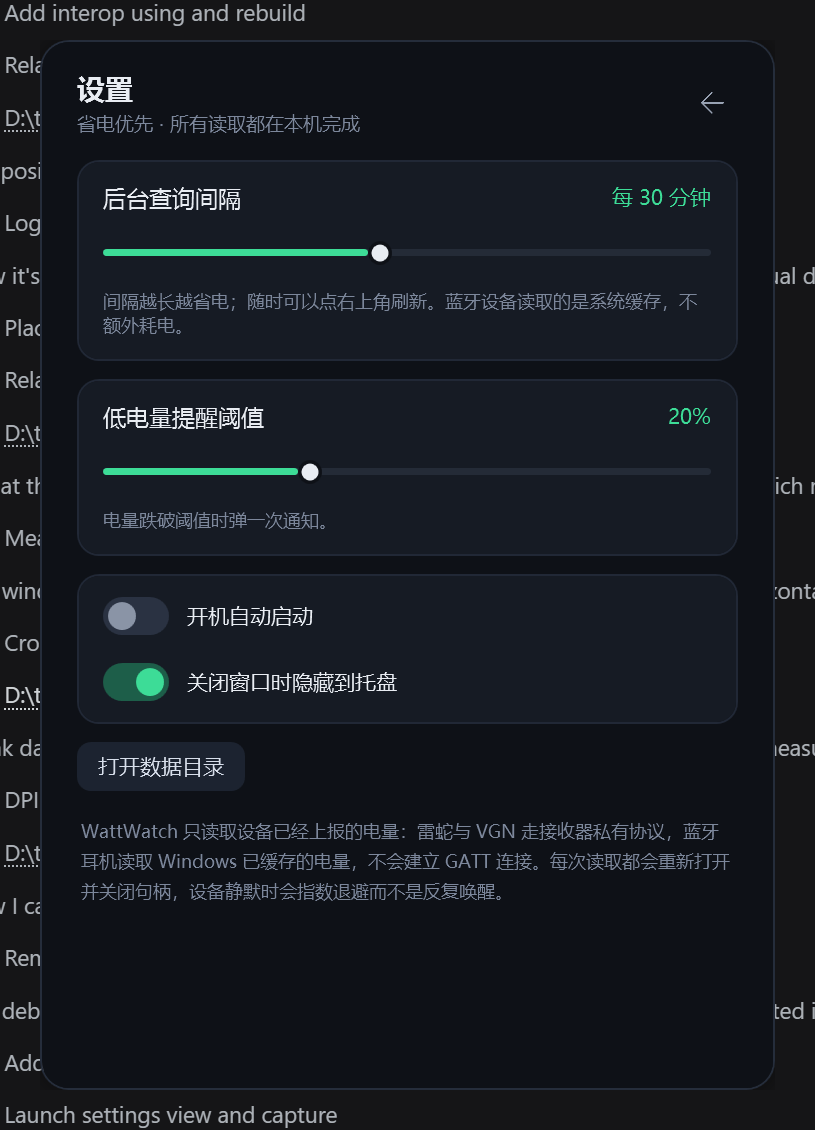 Add interop using and rebuild
设置
省电优先 · 所有读取都在本机完成
D:\
后台查询间隔
每 30 分钟
posi
Log
间隔越长越省电；随时可以点右上角刷新。蓝牙设备读取的是系统缓存，不
额外耗电。
it's
低电量提醒阈值
20%
D:\
at
电量跌破阈值时弹一次通知。
开机自动启动
Cro
关闭窗口时隐藏到托盘
D:\
打开数据目录
DPI
WattWatch 只读取设备已经上报的电量：雷蛇与 VGN 走接收器私有协议，蓝牙
耳机读取 Windows 已缓存的电量，不会建立 GATT 连接。每次读取都会重新打开
并关闭句柄，设备静默时会指数退避而不是反复唤醒。
D:\
Rem
deb
Add
Launch settings view and capture